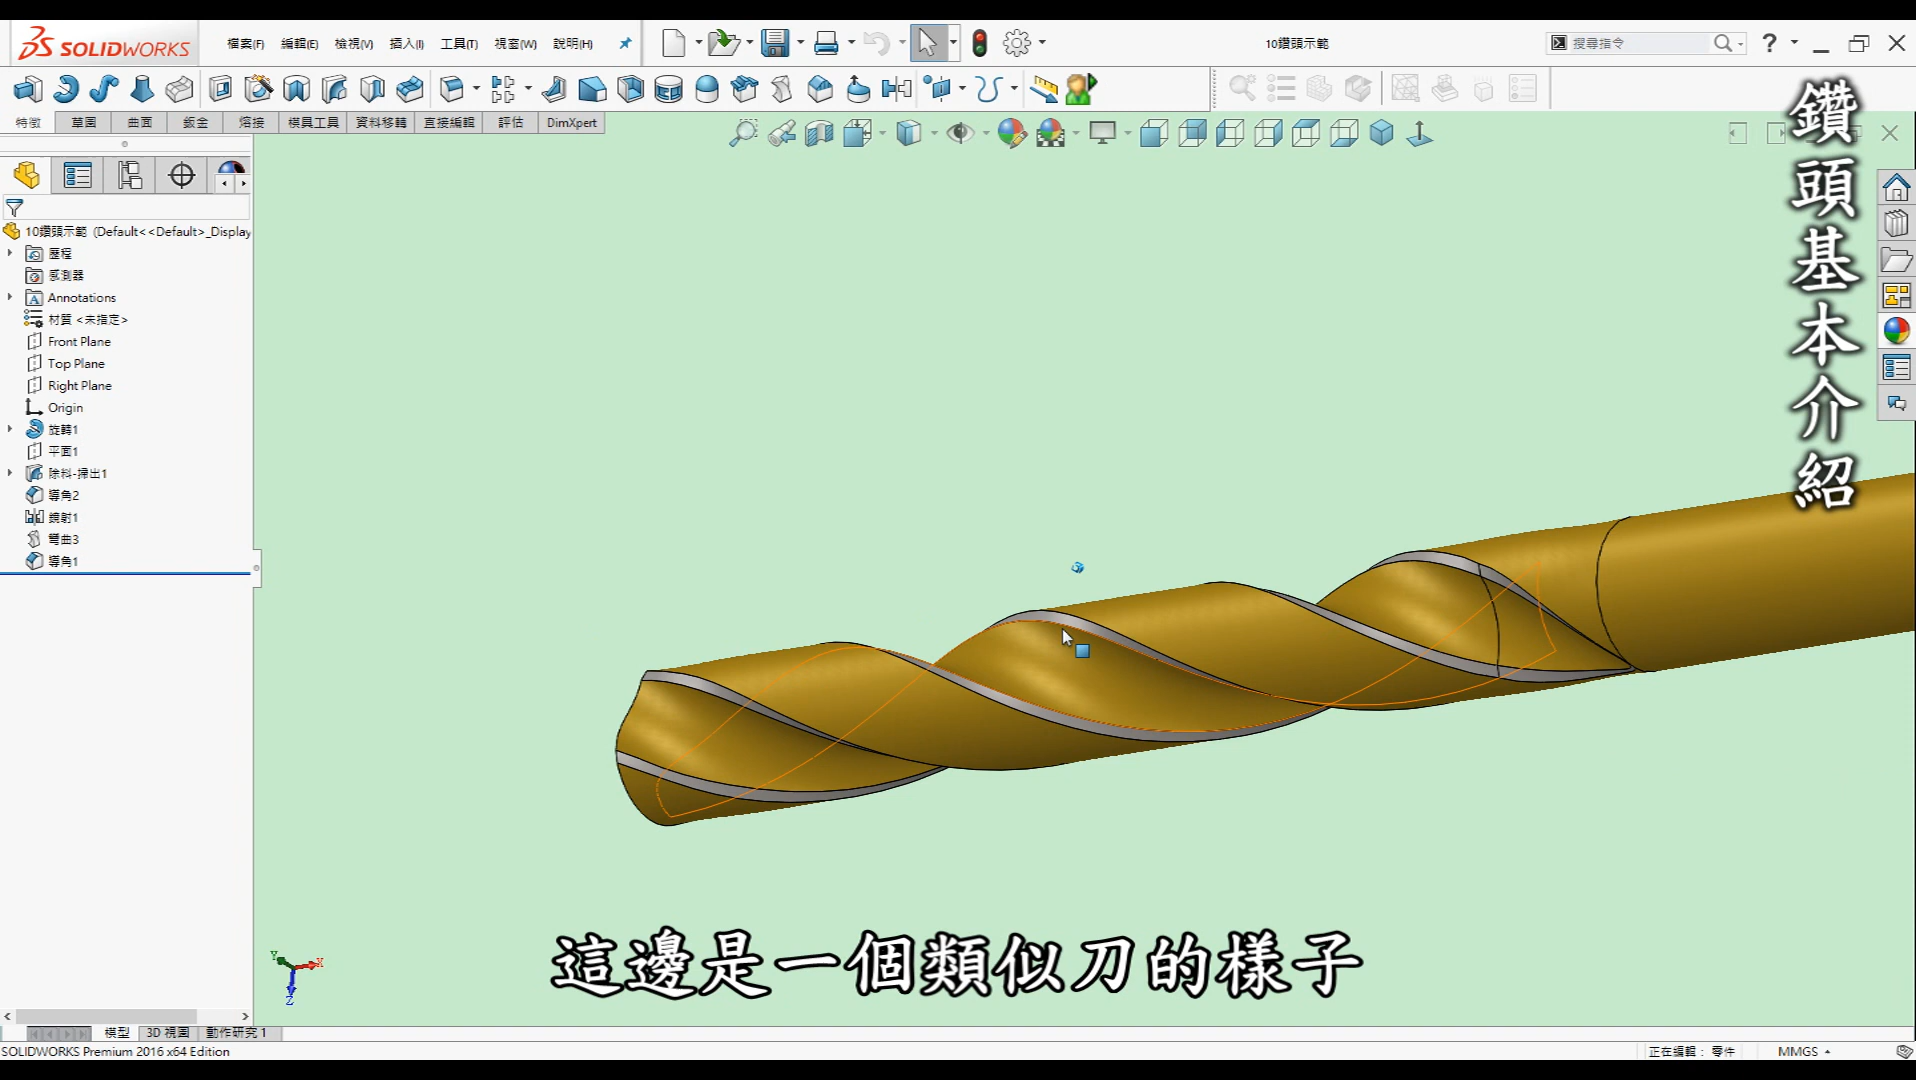 SOLIDWORKS
檔案(F) 編輯(E) 檢視(V) 插入(I) 工具(T) 視窗(W) 說明(H)
10鑽頭示範
搜尋指令
特徵 草圖 曲面 鈑金 熔接 模具工具 資料移轉 直接編輯 評估 DimXpert
10鑽頭示範 (Default<<Default>_Display
歷程
感測器
Annotations
材質 <未指定>
Front Plane
Top Plane
Right Plane
Origin
旋轉1
平面1
除料-掃出1
導角2
鏡射1
彎曲3
導角1
鑽頭基本介紹
Y X
Z
這邊是一個類似刀的樣子
模型 3D 視圖 動作研究 1
SOLIDWORKS Premium 2016 x64 Edition
正在編輯： 零件
MMGS